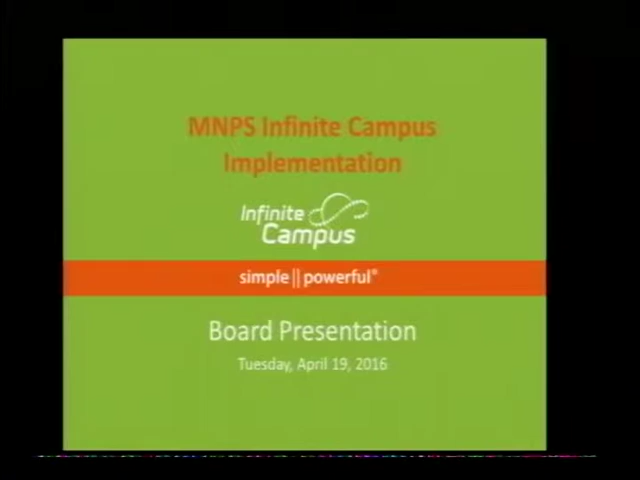 MNPS Infinite Campus
Implementation
Infinite
Campus
simple||powerful®
Board Presentation
Tuesday, April 19, 2016